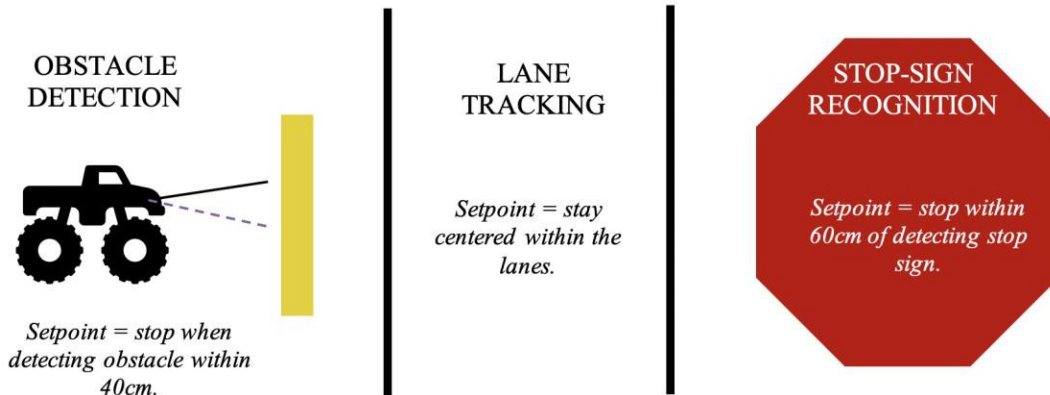 OBSTACLE
DETECTION
Setpoint = stop when
detecting obstacle within
40cm.
LANE
TRACKING
Setpoint = stay
centered within the
lanes.
STOP-SIGN
RECOGNITION
Setpoint = stop within
60cm of detecting stop
sign.